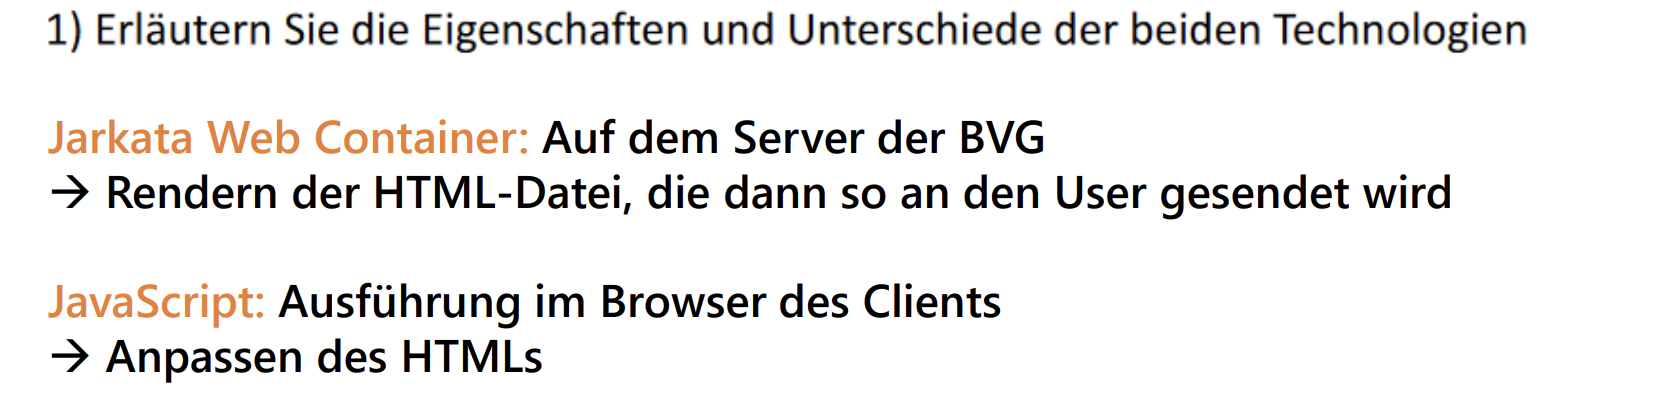 1) Erläutern Sie die Eigenschaften und Unterschiede der beiden Technologien
Jarkata Web Container: Auf dem Server der BVG
→ Rendern der HTML-Datei, die dann so an den User gesendet wird
JavaScript: Ausführung im Browser des Clients
→ Anpassen des HTMLs